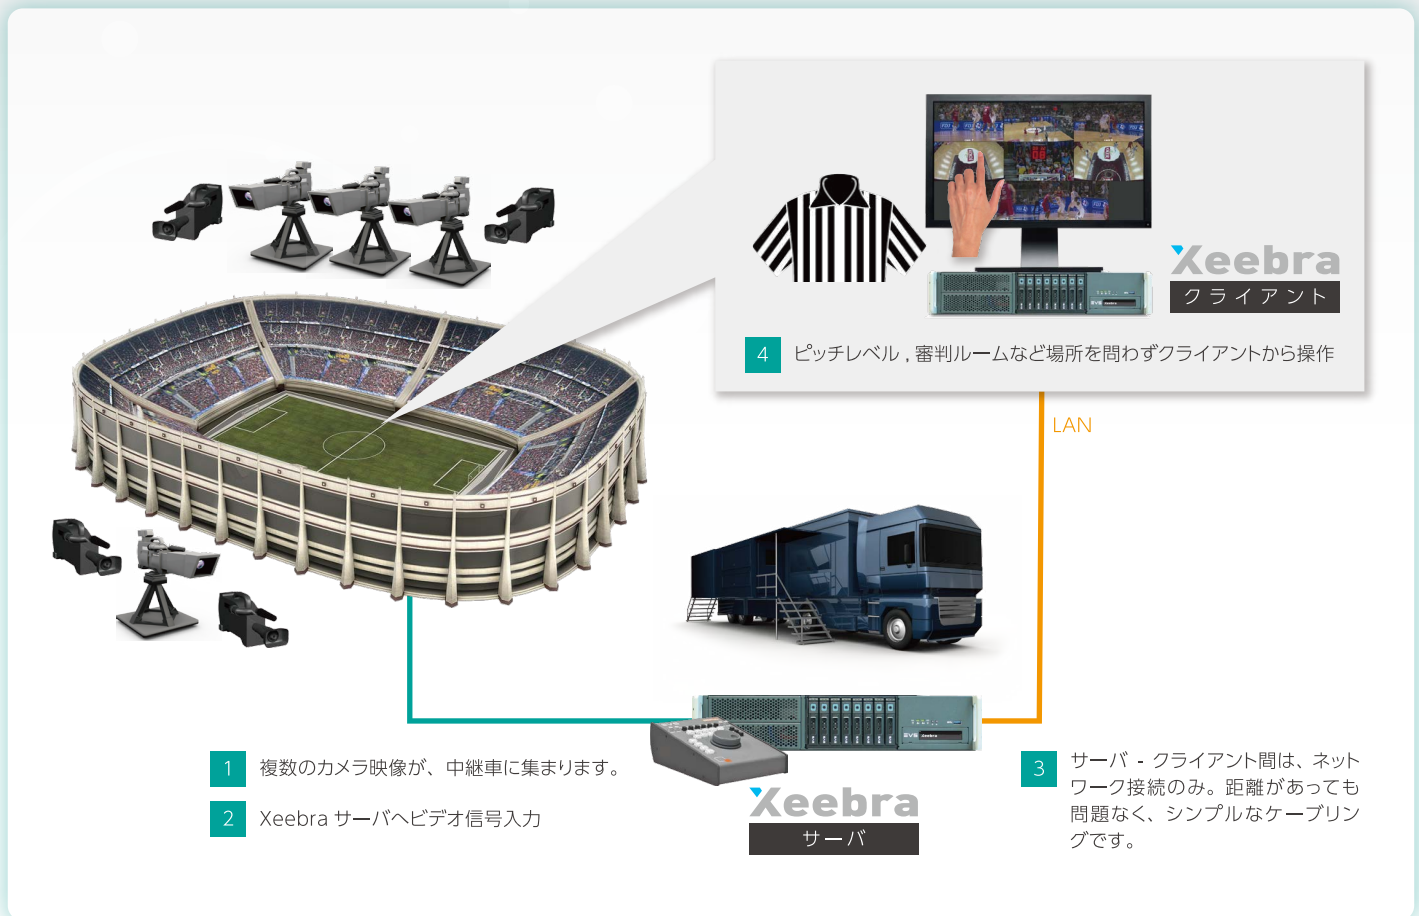 Xeebra
クライアント
4 ピッチレベル , 審判ルームなど場所を問わずクライアントから操作
LAN
EVS Xeebra
1 複数のカメラ映像が、中継車に集まります。
2 Xeebra サーバへビデオ信号入力
Xeebra
サーバ
3 サーバ - クライアント間は、ネット
ワーク接続のみ。距離があっても
問題なく、シンプルなケーブリン
グです。